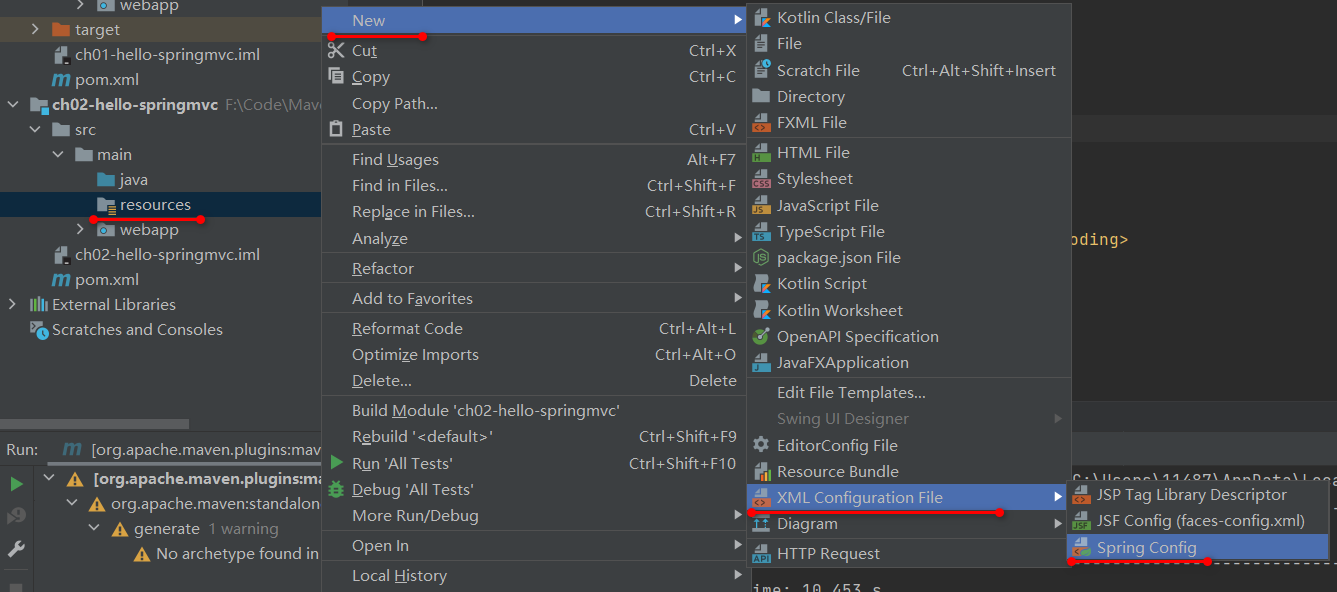 webapp
target
ch01-hello-springmvc.iml
pom.xml
ch02-hello-springmvc F:\Code\Mave
src
main
java
resources
webapp
ch02-hello-springmvc.iml
pom.xml
External Libraries
Scratches and Consoles
Run: [org.apache.maven.plugins:mav
[org.apache.maven.plugins:ma
org.apache.maven:standalon
generate 1 warning
No archetype found in
New
Cut Ctrl+X
Copy Ctrl+C
Copy Path...
Paste Ctrl+V
Find Usages Alt+F7
Find in Files... Ctrl+Shift+F
Replace in Files... Ctrl+Shift+R
Analyze
Refactor
Add to Favorites
Reformat Code Ctrl+Alt+L
Optimize Imports Ctrl+Alt+O
Delete... Delete
Build Module 'ch02-hello-springmvc'
Rebuild '<default>' Ctrl+Shift+F9
Run 'All Tests' Ctrl+Shift+F10
Debug 'All Tests'
More Run/Debug
Open In
Local History
Kotlin Class/File
File
Scratch File Ctrl+Alt+Shift+Insert
Directory
FXML File
HTML File
Stylesheet
JavaScript File
TypeScript File
package.json File
Kotlin Script
Kotlin Worksheet
OpenAPI Specification
JavaFXApplication
Edit File Templates...
Swing UI Designer
EditorConfig File
Resource Bundle
XML Configuration File
Diagram
HTTP Request
JSP Tag Library Descriptor
JSF Config (faces-config.xml)
Spring Config
oding>
ime: 10.453 s